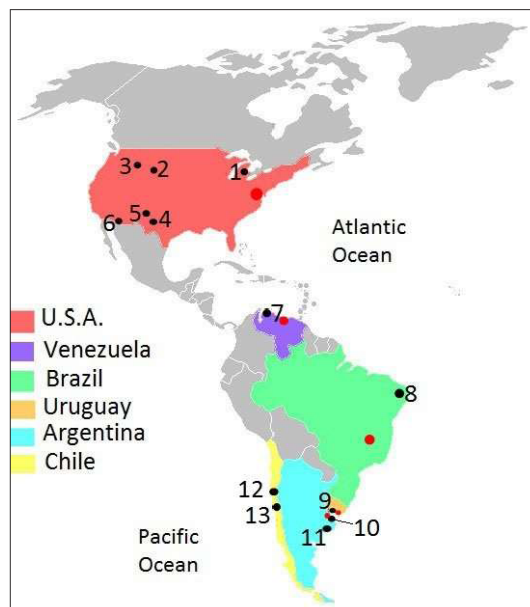 3
2
1
5
4
6
Atlantic
Ocean
7
U.S.A.
Venezuela
Brazil
Uruguay
Argentina
Chile
8
12
9
13
10
11
Pacific
Ocean